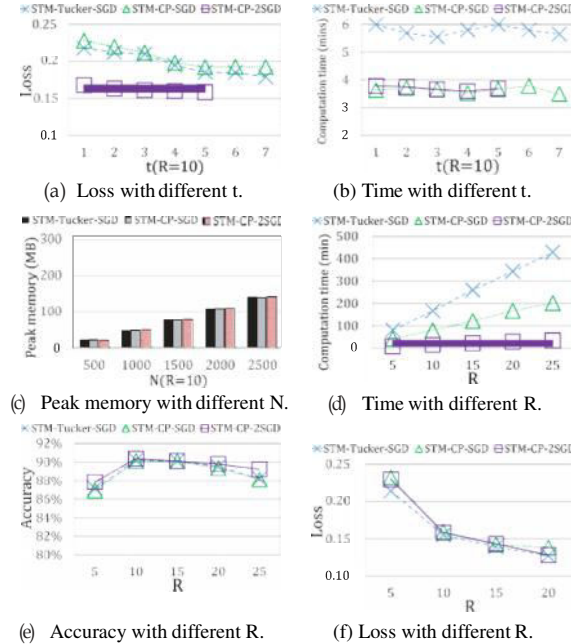 STM-Tucker-SGD STM-CP-SGD STM-CP-2SGD
0.25
0.2
0.15
0.1
Loss
1 2 3 4 5 6 7
t(R=10)
(a) Loss with different t.
STM-Tucker-SGD STM-CP-SGD STM-CP-2SGD
6
5
4
3
2
Computation time (mins)
1 2 3 4 5 6 7
t(R=10)
(b) Time with different t.
STM-Tucker-SGD STM-CP-SGD STM-CP-2SGD
300
200
100
0
Peak memory (MB)
500 1000 1500 2000 2500
N(R=10)
(c) Peak memory with different N.
STM-Tucker-SGD STM-CP-SGD STM-CP-2SGD
500
400
300
200
100
0
Computation time (min)
5 10 15 20 25
R
(d) Time with different R.
STM-Tucker-SGD STM-CP-SGD STM-CP-2SGD
92%
90%
88%
86%
84%
82%
80%
Accuracy
5 10 15 20 25
R
(e) Accuracy with different R.
STM-Tucker-SGD STM-CP-SGD STM-CP-2SGD
0.25
0.20
0.15
0.10
Loss
5 10 15 20
R
(f) Loss with different R.